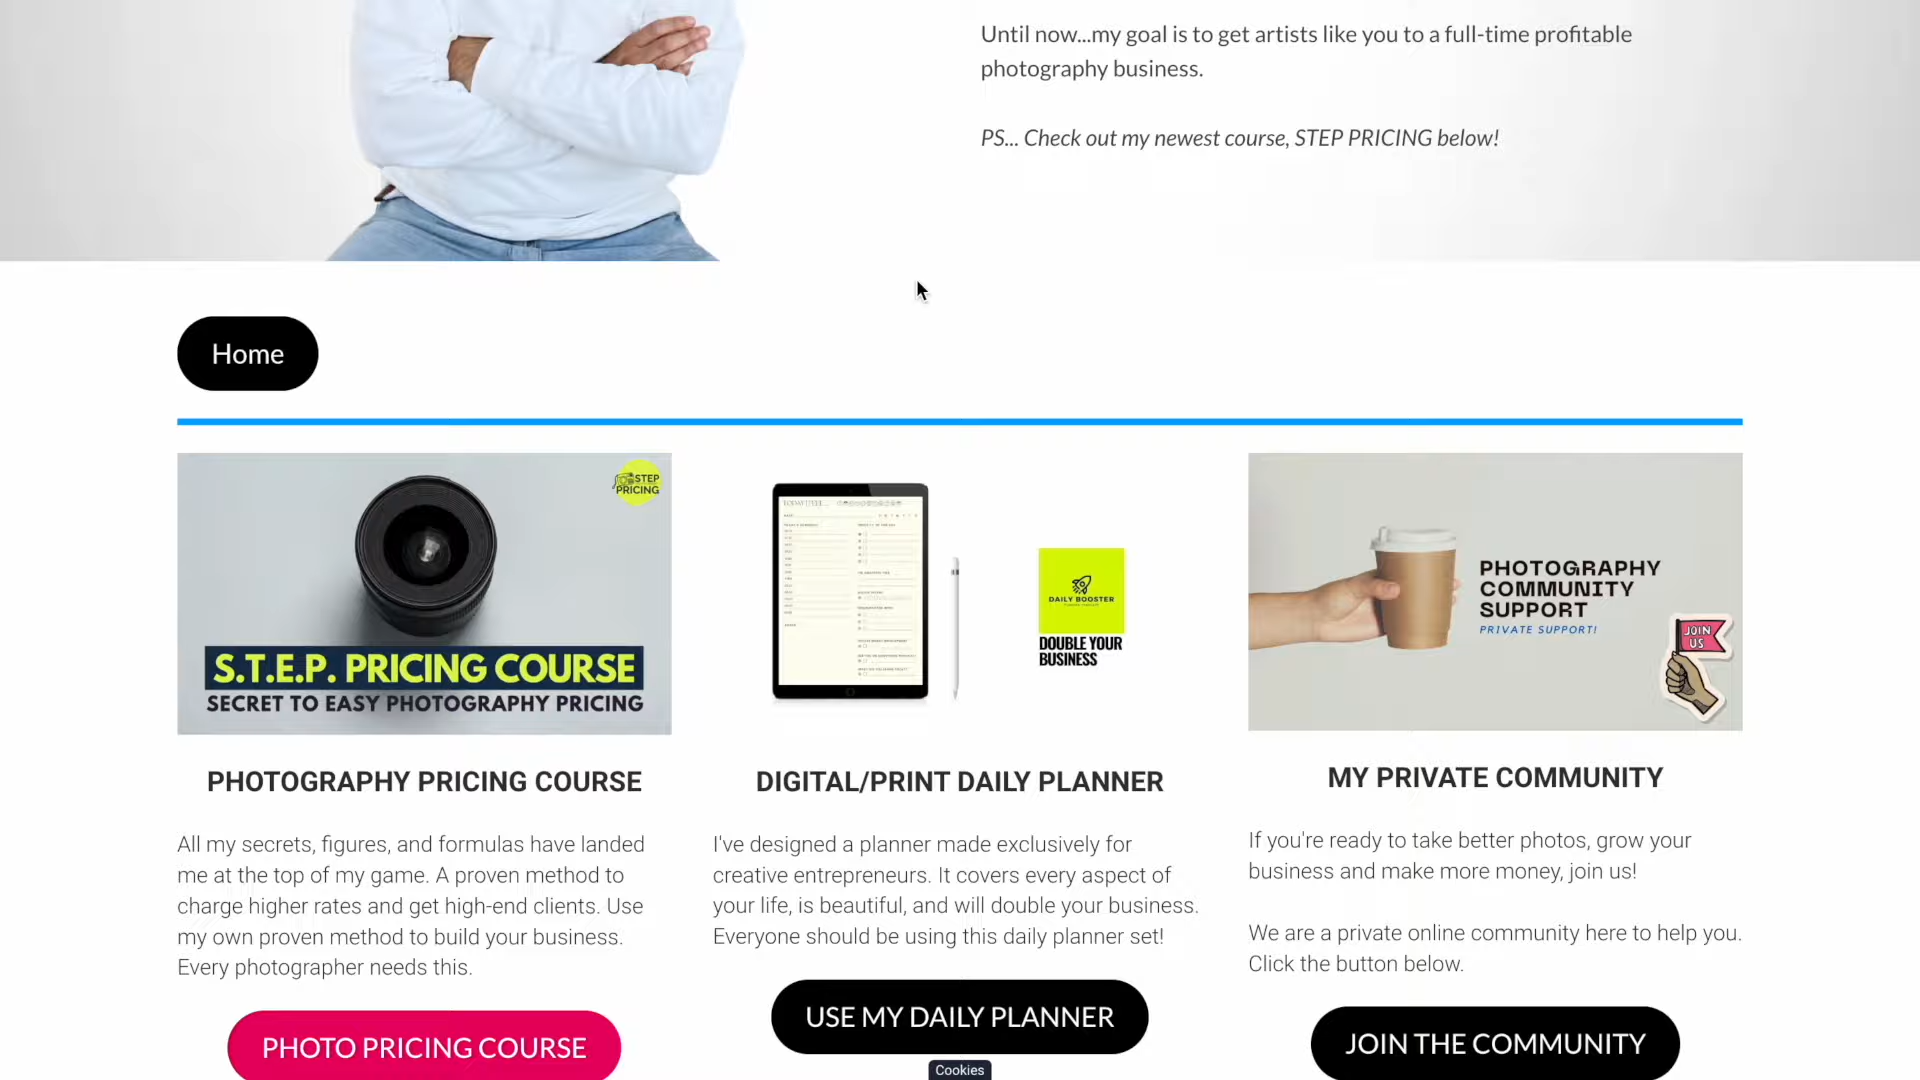 Until now...my goal is to get artists like you to a full-time profitable
photography business.
PS... Check out my newest course, STEP PRICING below!
Home
STEP
PRICING
S.T.E.P. PRICING COURSE
SECRET TO EASY PHOTOGRAPHY PRICING
DAILY BOOSTER
DOUBLE YOUR
BUSINESS
PHOTOGRAPHY
COMMUNITY
SUPPORT
PRIVATE SUPPORT!
JOIN
US
PHOTOGRAPHY PRICING COURSE
All my secrets, figures, and formulas have landed
me at the top of my game. A proven method to
charge higher rates and get high-end clients. Use
my own proven method to build your business.
Every photographer needs this.
PHOTO PRICING COURSE
DIGITAL/PRINT DAILY PLANNER
I've designed a planner made exclusively for
creative entrepreneurs. It covers every aspect of
your life, is beautiful, and will double your business.
Everyone should be using this daily planner set!
USE MY DAILY PLANNER
MY PRIVATE COMMUNITY
If you're ready to take better photos, grow your
business and make more money, join us!
We are a private online community here to help you.
Click the button below.
JOIN THE COMMUNITY
Cookies